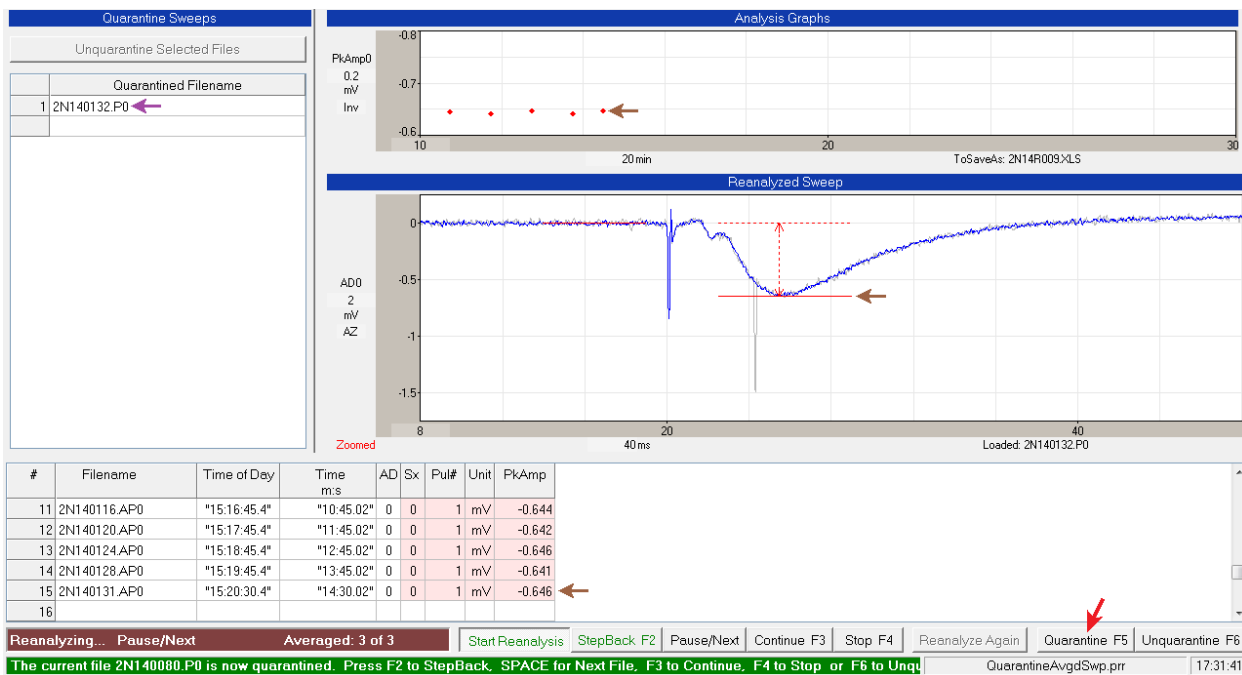 Quarantine Sweeps
Unquarantine Selected Files
Quarantined Filename
1 2N140132.P0
Analysis Graphs
PkAmp0
0.2
mV
Inv
-0.8
-0.7
-0.6
10 20 30
20 min ToSaveAs: 2N14R009.XLS
Reanalyzed Sweep
AD0
2
mV
AZ
0
-0.5
-1
-1.5
8 20 40
Zoomed 40 ms Loaded: 2N140132.P0
# Filename Time of Day Time m:s AD Sx Pul# Unit PkAmp
11 2N140116.AP0 "15:16:45.4" "10:45.02" 0 0 1 mV -0.644
12 2N140120.AP0 "15:17:45.4" "11:45.02" 0 0 1 mV -0.642
13 2N140124.AP0 "15:18:45.4" "12:45.02" 0 0 1 mV -0.646
14 2N140128.AP0 "15:19:45.4" "13:45.02" 0 0 1 mV -0.641
15 2N140131.AP0 "15:20:30.4" "14:30.02" 0 0 1 mV -0.646
16
Reanalyzing... Pause/Next Averaged: 3 of 3 Start Reanalysis StepBack F2 Pause/Next Continue F3 Stop F4 Reanalyze Again Quarantine F5 Unquarantine F6
The current file 2N140080.P0 is now quarantined. Press F2 to StepBack, SPACE for Next File, F3 to Continue, F4 to Stop or F6 to Unqu QuarantineAvgdSwp.prr 17:31:41